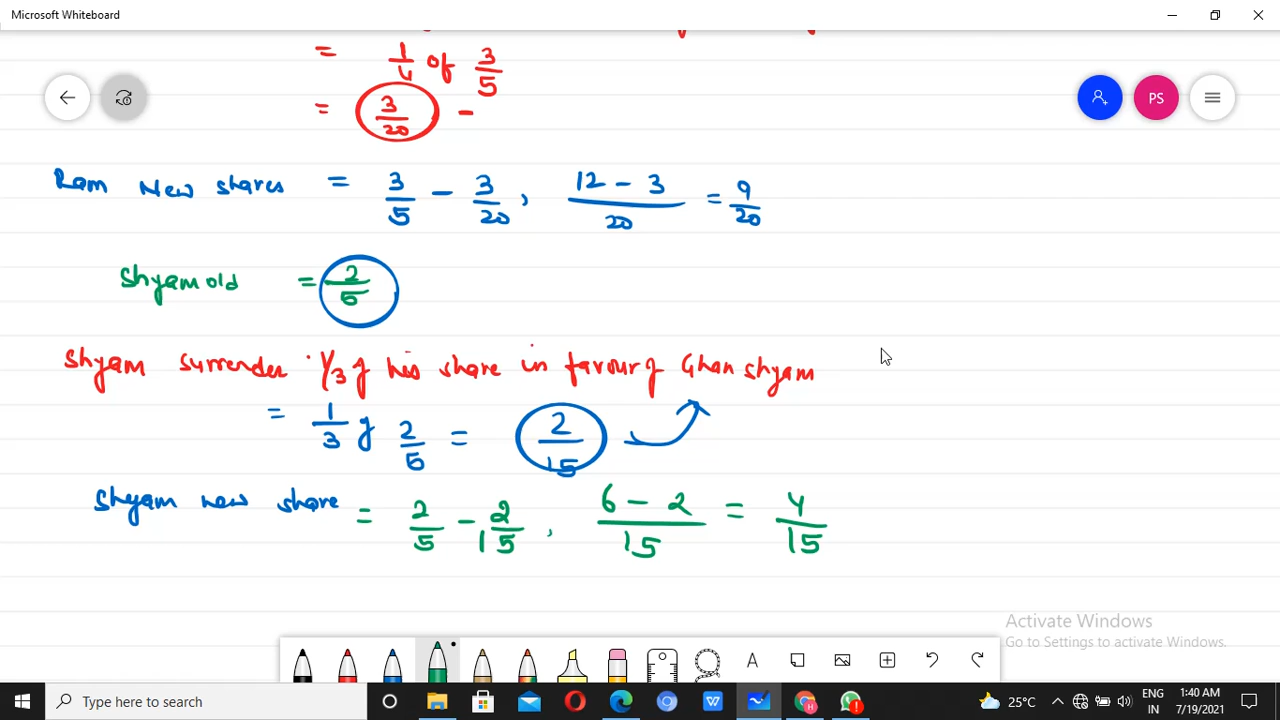 Microsoft Whiteboard
= 1/4 of 3/5
= 3/20 -
PS
Ram New shares = 3/5 - 3/20 , 12 - 3/20 = 9/20
Shyam old = 2/5
Shyam surrender 1/3 of his share in favour of Ghan shyam
= 1/3 of 2/5 = 2/15
Shyam new share = 2/5 - 2/15 , 6 - 2/15 = 4/15
Activate Windows
Go to Settings to activate Windows.
A
Type here to search
25°C
ENG
IN
1:40 AM
7/19/2021